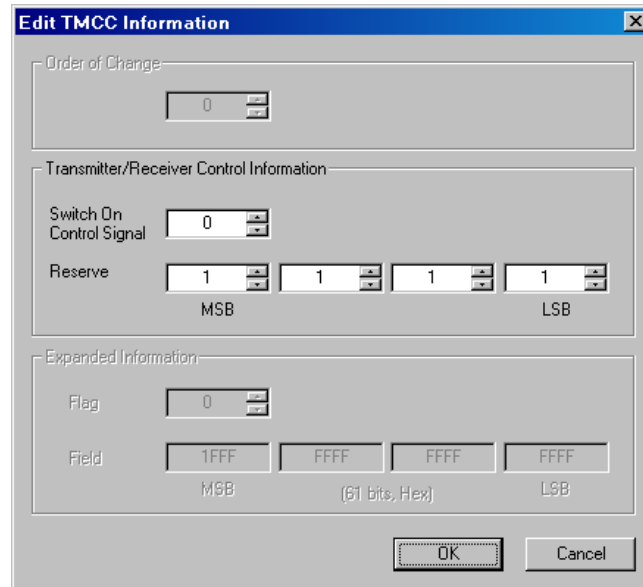 Edit TMCC Information
Order of Change
0
Transmitter/Receiver Control Information
Switch On
Control Signal
0
Reserve
1 1 1 1
MSB LSB
Expanded Information
Flag
0
Field
1FFF FFFF FFFF FFFF
MSB (61 bits, Hex) LSB
OK Cancel